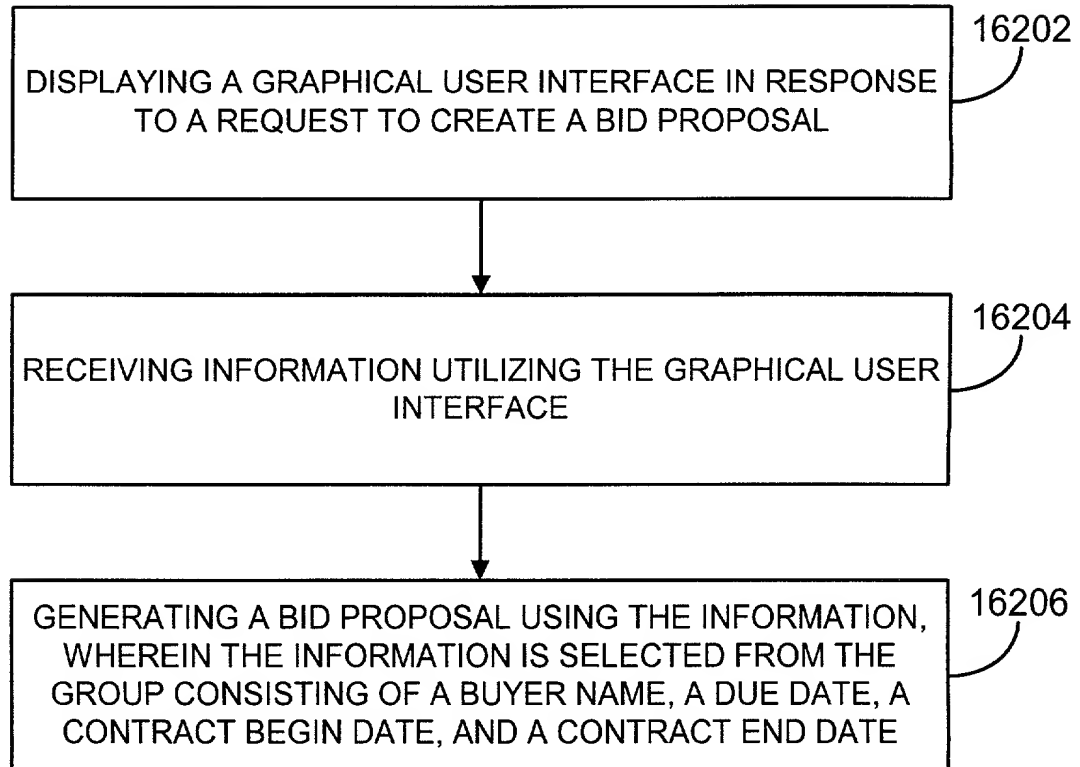 16202
DISPLAYING A GRAPHICAL USER INTERFACE IN RESPONSE
TO A REQUEST TO CREATE A BID PROPOSAL
16204
RECEIVING INFORMATION UTILIZING THE GRAPHICAL USER
INTERFACE
16206
GENERATING A BID PROPOSAL USING THE INFORMATION,
WHEREIN THE INFORMATION IS SELECTED FROM THE
GROUP CONSISTING OF A BUYER NAME, A DUE DATE, A
CONTRACT BEGIN DATE, AND A CONTRACT END DATE